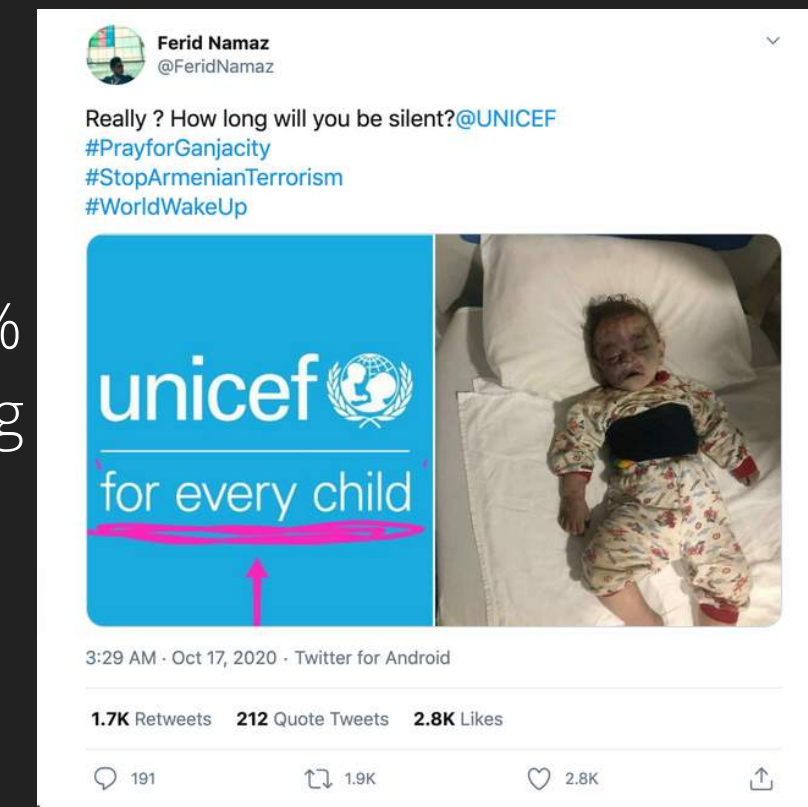 Ferid Namaz
@FeridNamaz
Really ? How long will you be silent?@UNICEF
#PrayforGanjacity
#StopArmenianTerrorism
#WorldWakeUp
%
g
unicef
for every child
3:29 AM · Oct 17, 2020 · Twitter for Android
1.7K Retweets 212 Quote Tweets 2.8K Likes
191 1.9K 2.8K